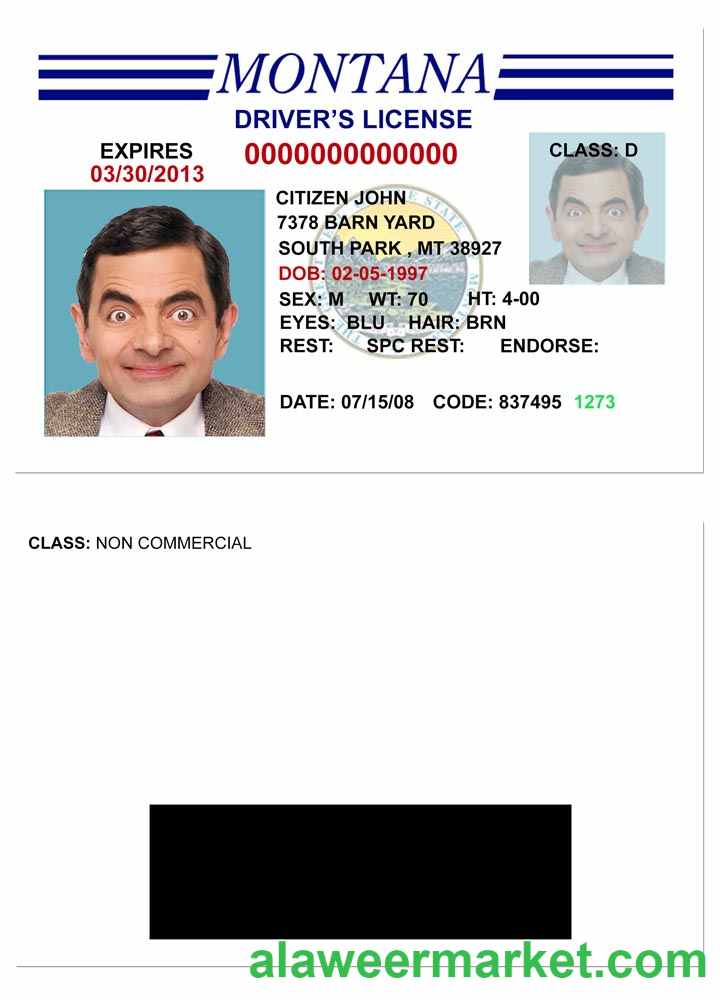 MONTANA
DRIVER'S LICENSE
EXPIRES
03/30/2013
0000000000000
CLASS: D
CITIZEN JOHN
7378 BARN YARD
SOUTH PARK , MT 38927
DOB: 02-05-1997
SEX: M WT: 70 HT: 4-00
EYES: BLU HAIR: BRN
REST: SPC REST: ENDORSE:
DATE: 07/15/08 CODE: 837495 1273
CLASS: NON COMMERCIAL
alaweermarket.com